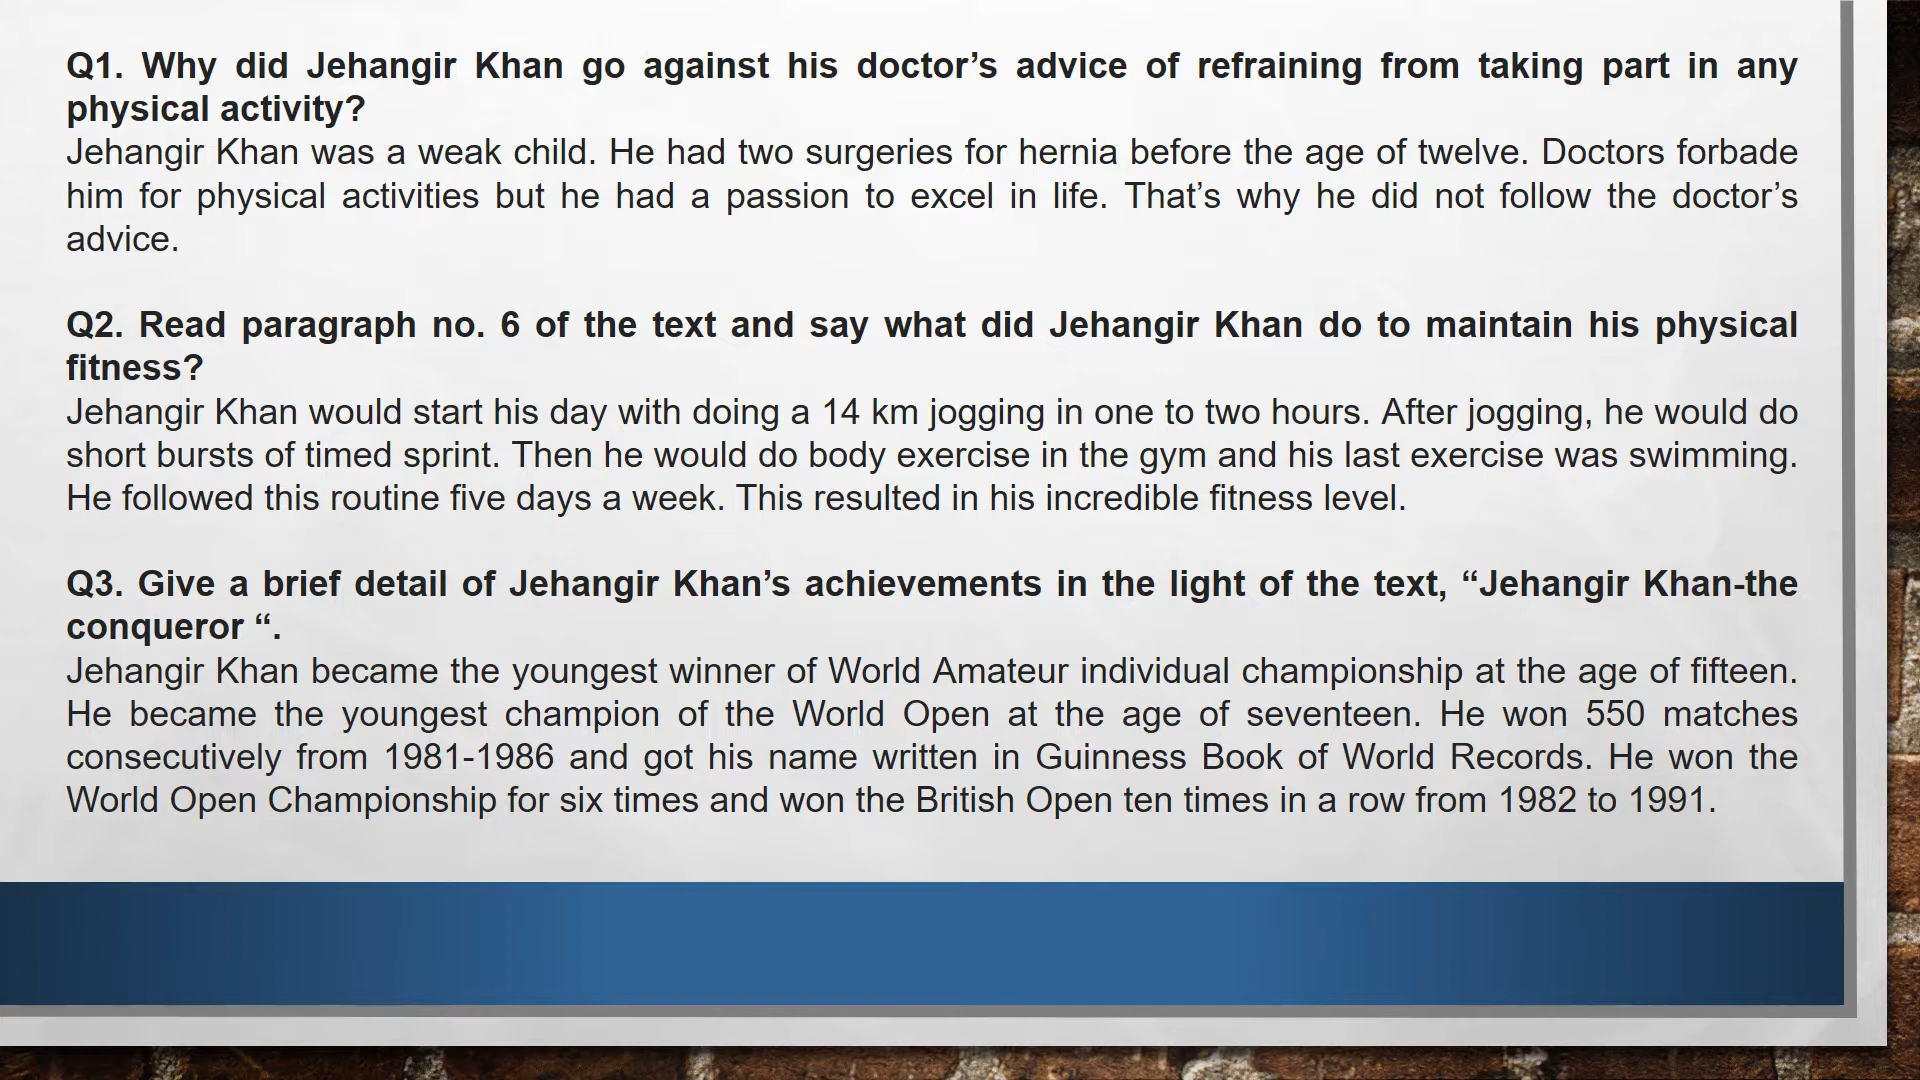 Q1. Why did Jehangir Khan go against his doctor’s advice of refraining from taking part in any
physical activity?
Jehangir Khan was a weak child. He had two surgeries for hernia before the age of twelve. Doctors forbade
him for physical activities but he had a passion to excel in life. That’s why he did not follow the doctor’s
advice.
Q2. Read paragraph no. 6 of the text and say what did Jehangir Khan do to maintain his physical
fitness?
Jehangir Khan would start his day with doing a 14 km jogging in one to two hours. After jogging, he would do
short bursts of timed sprint. Then he would do body exercise in the gym and his last exercise was swimming.
He followed this routine five days a week. This resulted in his incredible fitness level.
Q3. Give a brief detail of Jehangir Khan’s achievements in the light of the text, “Jehangir Khan-the
conqueror “.
Jehangir Khan became the youngest winner of World Amateur individual championship at the age of fifteen.
He became the youngest champion of the World Open at the age of seventeen. He won 550 matches
consecutively from 1981-1986 and got his name written in Guinness Book of World Records. He won the
World Open Championship for six times and won the British Open ten times in a row from 1982 to 1991.